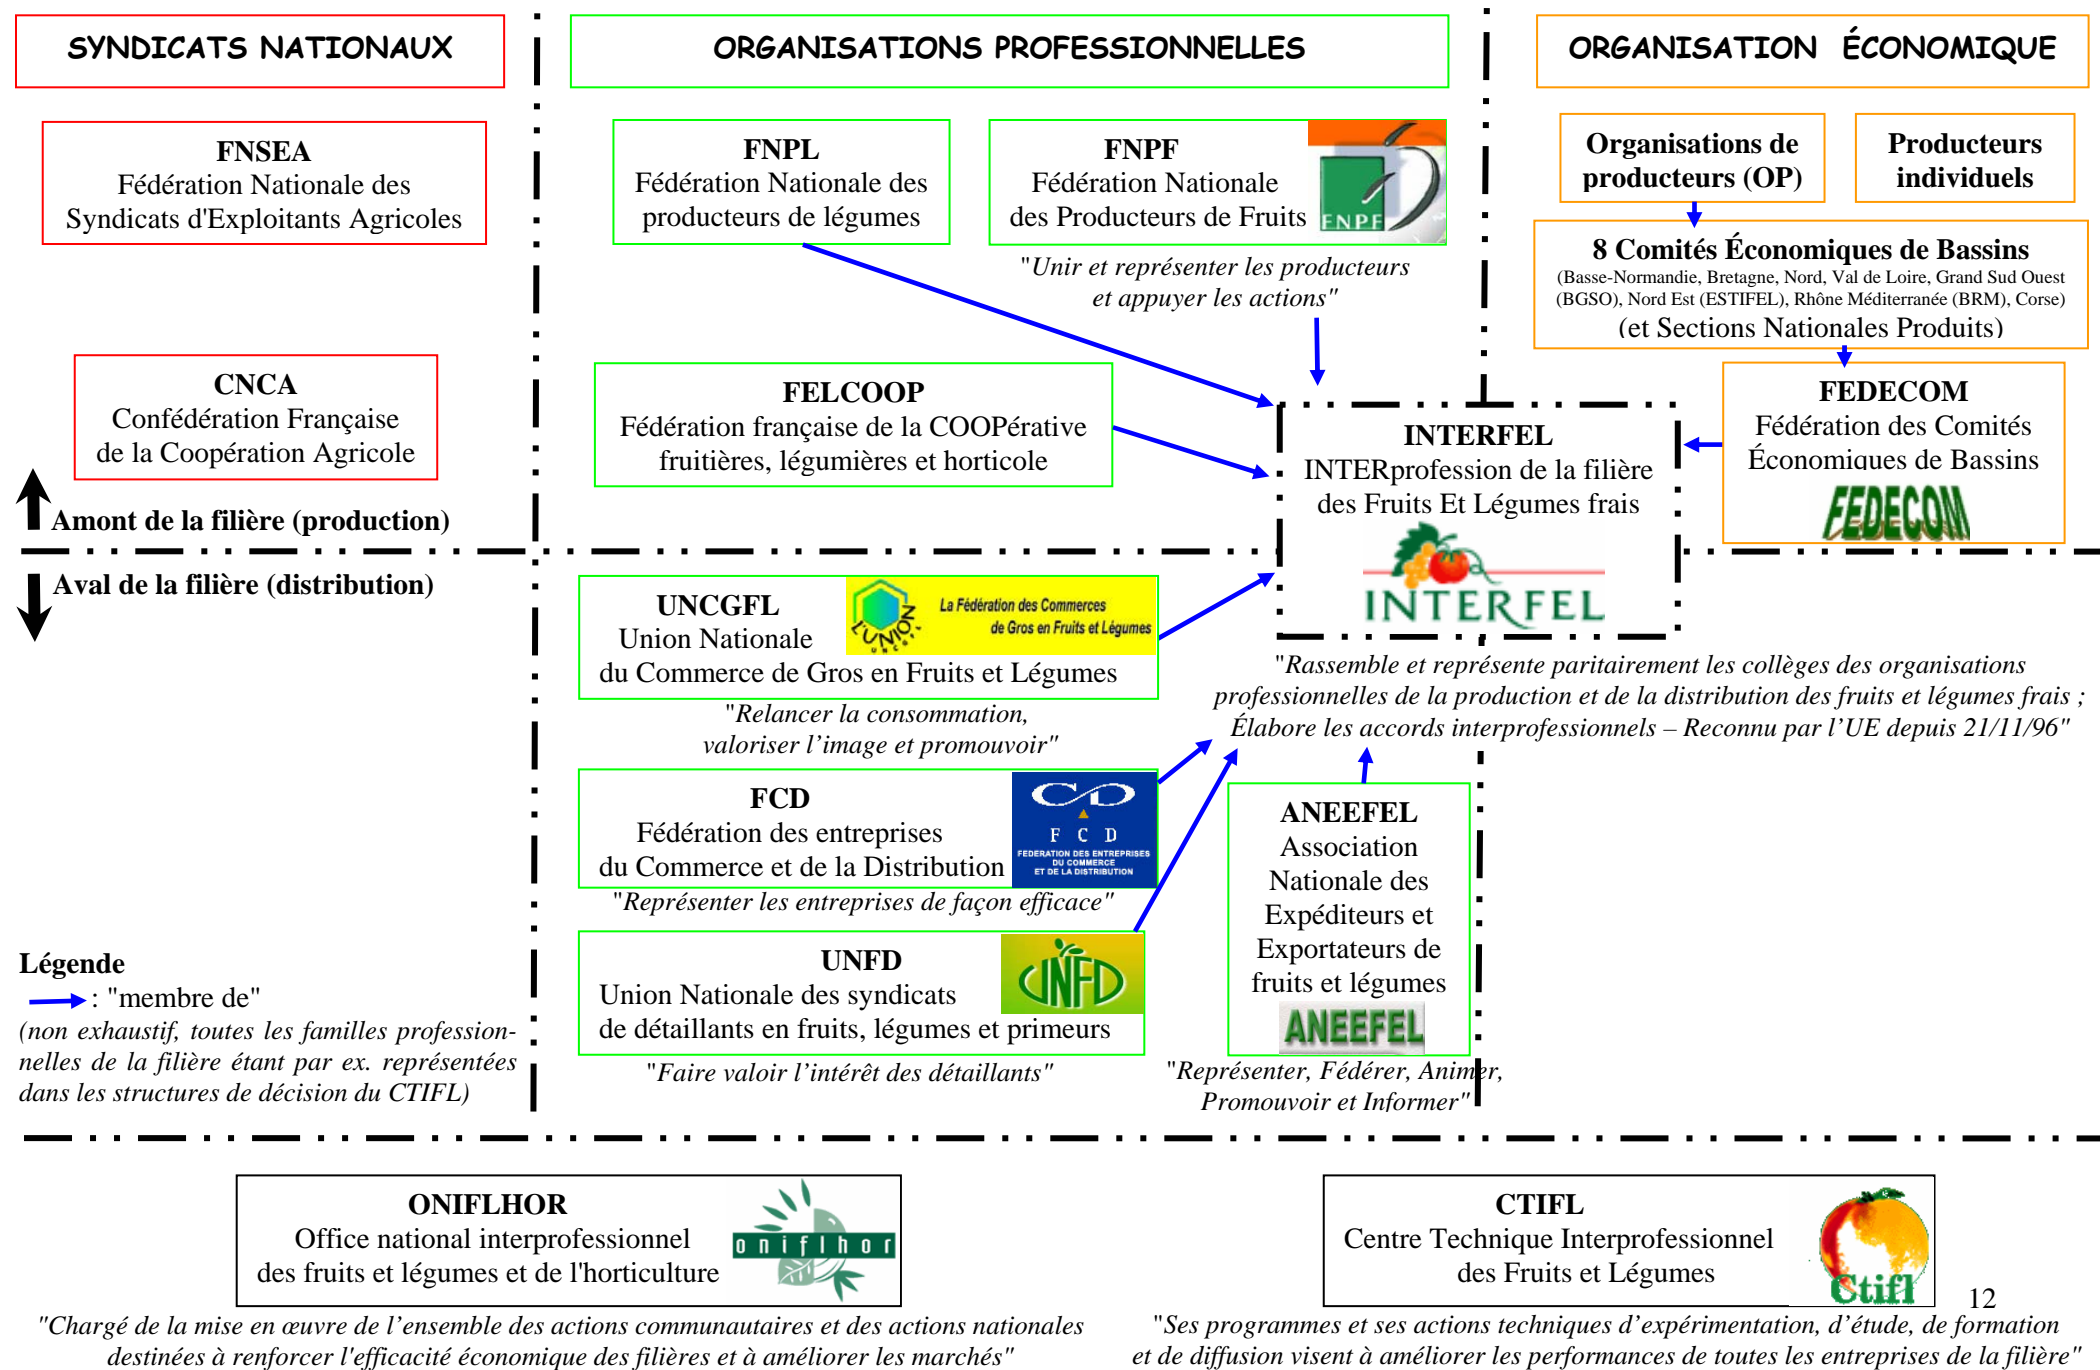 SYNDICATS NATIONAUX
ORGANISATIONS PROFESSIONNELLES
ORGANISATION ÉCONOMIQUE
FNSEA
Fédération Nationale des
Syndicats d'Exploitants Agricoles
FNPL
Fédération Nationale des
producteurs de légumes
FNPF
Fédération Nationale
des Producteurs de Fruits
FNPF
"Unir et représenter les producteurs
et appuyer les actions"
Organisations de
producteurs (OP)
Producteurs
individuels
8 Comités Économiques de Bassins
(Basse-Normandie, Bretagne, Nord, Val de Loire, Grand Sud Ouest
(BGSO), Nord Est (ESTIFEL), Rhône Méditerranée (BRM), Corse)
(et Sections Nationales Produits)
CNCA
Confédération Française
de la Coopération Agricole
FELCOOP
Fédération française de la COOPérative
fruitières, légumières et horticole
INTERFEL
INTERprofession de la filière
des Fruits Et Légumes frais
INTERFEL
FEDECOM
Fédération des Comités
Économiques de Bassins
FEDECOM
Amont de la filière (production)
Aval de la filière (distribution)
UNCGFL
Union Nationale
du Commerce de Gros en Fruits et Légumes
L'UNION
UNCGFL
La Fédération des Commerces
de Gros en Fruits et Légumes
"Relancer la consommation,
valoriser l’image et promouvoir"
"Rassemble et représente paritairement les collèges des organisations
professionnelles de la production et de la distribution des fruits et légumes frais ;
Élabore les accords interprofessionnels – Reconnu par l’UE depuis 21/11/96"
FCD
Fédération des entreprises
du Commerce et de la Distribution
CD
F C D
FEDERATION DES ENTREPRISES
DU COMMERCE
ET DE LA DISTRIBUTION
"Représenter les entreprises de façon efficace"
UNFD
Union Nationale des syndicats
de détaillants en fruits, légumes et primeurs
UNFD
"Faire valoir l’intérêt des détaillants"
ANEEFEL
Association
Nationale des
Expéditeurs et
Exportateurs de
fruits et légumes
ANEEFEL
"Représenter, Fédérer, Animer,
Promouvoir et Informer"
Légende
: "membre de"
(non exhaustif, toutes les familles profession-
nelles de la filière étant par ex. représentées
dans les structures de décision du CTIFL)
ONIFLHOR
Office national interprofessionnel
des fruits et légumes et de l'horticulture
oniflhor
"Chargé de la mise en œuvre de l’ensemble des actions communautaires et des actions nationales
destinées à renforcer l'efficacité économique des filières et à améliorer les marchés"
CTIFL
Centre Technique Interprofessionnel
des Fruits et Légumes
Ctifl
12
"Ses programmes et ses actions techniques d’expérimentation, d’étude, de formation
et de diffusion visent à améliorer les performances de toutes les entreprises de la filière"